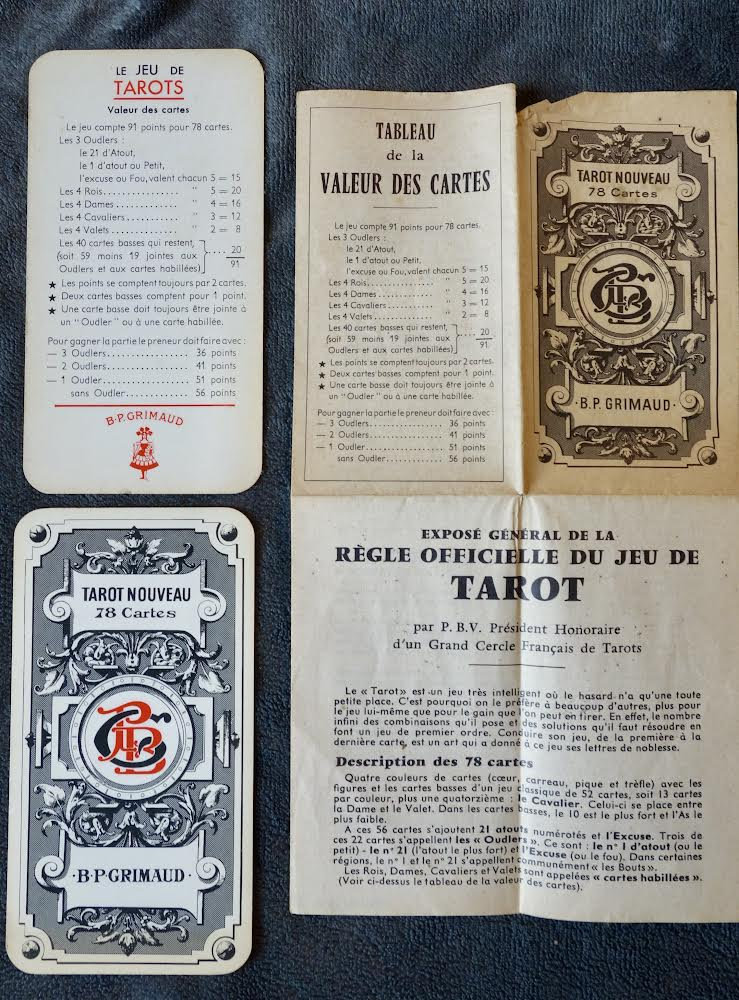 LE JEU DE
TAROTS
Valeur des cartes
Le jeu compte 91 points pour 78 cartes.
Les 3 Oudlers :
le 21 d'Atout,
le 1 d'atout ou Petit,
l'excuse ou Fou, valent chacun 5 = 15
Les 4 Rois.............. " 5 = 20
Les 4 Dames............ " 4 = 16
Les 4 Cavaliers......... " 3 = 12
Les 4 Valets............ " 2 = 8
Les 40 cartes basses qui restent,
(soit 59 moins 19 jointes aux .... 20
Oudlers et aux cartes habillées) 91
★ Les points se comptent toujours par 2 cartes.
★ Deux cartes basses comptent pour 1 point.
★ Une carte basse doit toujours être jointe à
un "Oudler" ou à une carte habillée.
Pour gagner la partie le preneur doit faire avec :
— 3 Oudlers................ 36 points
— 2 Oudlers................ 41 points
— 1 Oudler................. 51 points
sans Oudler............. 56 points
B.P. GRIMAUD
TAROT NOUVEAU
78 Cartes
·B·P GRIMAUD·
TABLEAU
de la
VALEUR DES CARTES
Le jeu compte 91 points pour 78 cartes.
Les 3 Oudlers :
le 21 d'Atout,
le 1 d'atout ou Petit,
l'excuse ou Fou, valent chacun 5 = 15
Les 4 Rois.............. " 5 = 20
Les 4 Dames............ " 4 = 16
Les 4 Cavaliers......... " 3 = 12
Les 4 Valets............ " 2 = 8
Les 40 cartes basses qui restent,
(soit 59 moins 19 jointes aux .... 20
Oudlers et aux cartes habillées) 91
★ Les points se comptent toujours par 2 cartes.
★ Deux cartes basses comptent pour 1 point.
★ Une carte basse doit toujours être jointe à
un "Oudler" ou à une carte habillée.
Pour gagner la partie le preneur doit faire avec :
— 3 Oudlers................ 36 points
— 2 Oudlers................ 41 points
— 1 Oudler................. 51 points
sans Oudler............. 56 points
TAROT NOUVEAU
78 Cartes
·B.P. GRIMAUD·
EXPOSÉ GÉNÉRAL DE LA
RÈGLE OFFICIELLE DU JEU DE
TAROT
par P.B.V. Président Honoraire
d'un Grand Cercle Français de Tarots
Le « Tarot » est un jeu très intelligent où le hasard n'a qu'une toute
petite place. C'est pourquoi on le préfère à beaucoup d'autres, plus pour
le jeu lui-même que pour le gain que l'on peut en tirer. En effet, le nombre
infini des combinaisons qu'il pose et des solutions qu'il faut résoudre en
font un jeu de premier ordre. Conduire son jeu, de la première à la
dernière carte, est un art qui a donné à ce jeu ses lettres de noblesse.
Description des 78 cartes
Quatre couleurs de cartes (cœur, carreau, pique et trèfle) avec les
figures et les cartes basses d'un jeu classique de 52 cartes, soit 13 cartes
par couleur, plus une quatorzième : le Cavalier. Celui-ci se place entre
la Dame et le Valet. Dans les cartes basses, le 10 est le plus fort et l'As le
plus faible.
A ces 56 cartes s'ajoutent 21 atouts numérotés et l'Excuse. Trois de
ces 22 cartes s'appellent les « Oudlers ». Ce sont : le n° 1 d'atout (ou le
petit) - le n° 21 (l'atout le plus fort) et l'Excuse (ou le fou). Dans certaines
régions, le n° 1 et le n° 21 s'appellent communément « les Bouts ».
Les Rois, Dames, Cavaliers et Valets sont appelées « cartes habillées ».
(Voir ci-dessus le tableau de la valeur des cartes).